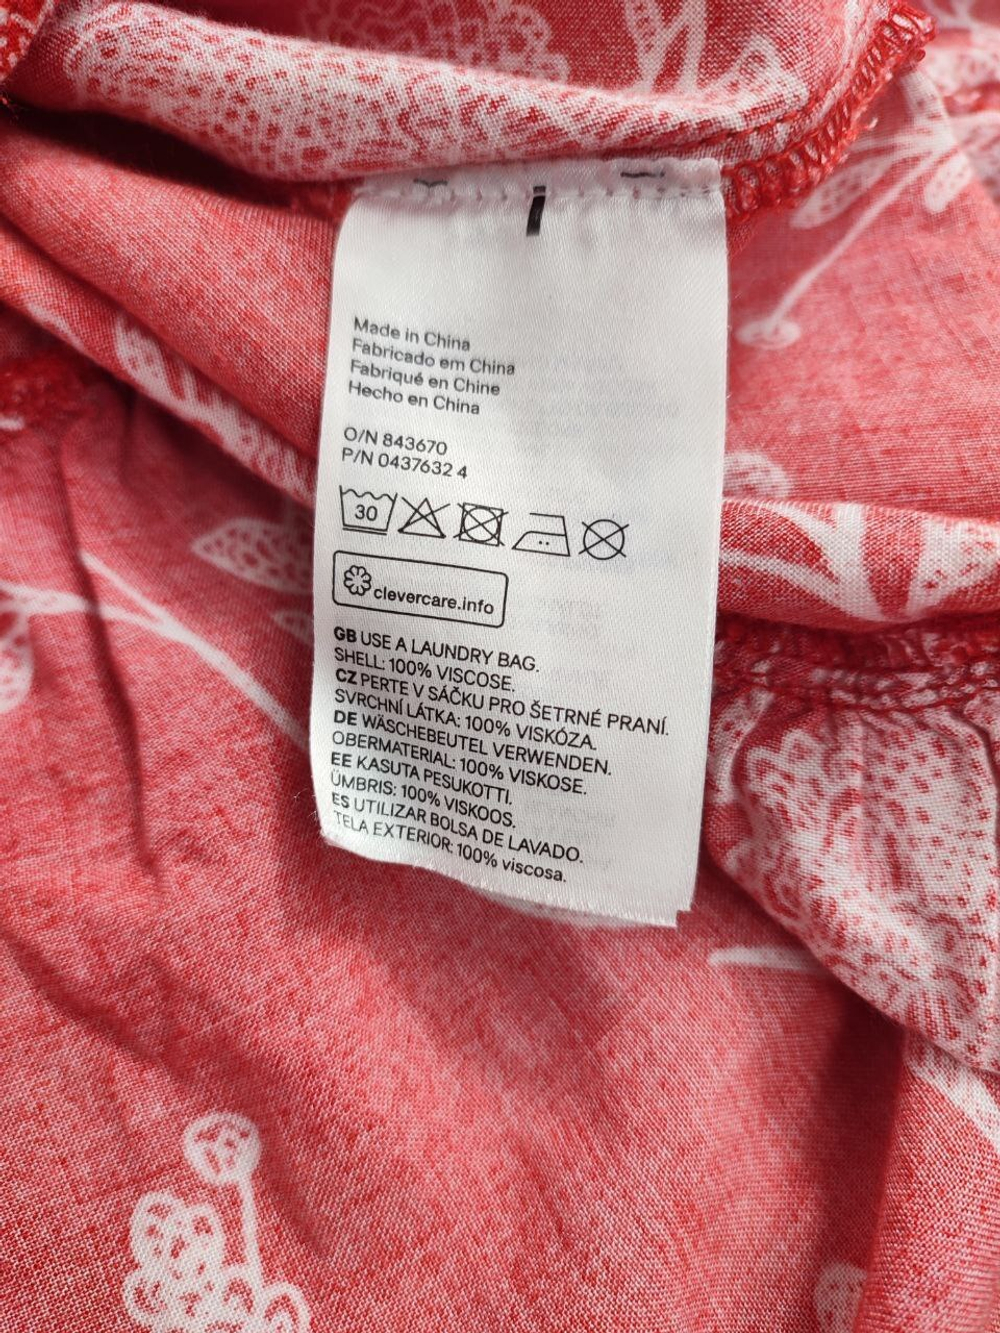 Made in China
Fabricado em China
Fabriqué en Chine
Hecho en China
O/N 843670
P/N 0437632 4
30
clevercare.info
GB USE A LAUNDRY BAG.
SHELL: 100% VISCOSE.
CZ PERTE V SÁČKU PRO ŠETRNÉ PRANÍ.
SVRCHNÍ LÁTKA: 100% VISKÓZA.
DE WÄSCHEBEUTEL VERWENDEN.
OBERMATERIAL: 100% VISKOSE.
EE KASUTA PESUKOTTI.
ÜMBRIS: 100% VISKOOS.
ES UTILIZAR BOLSA DE LAVADO.
TELA EXTERIOR: 100% viscosa.